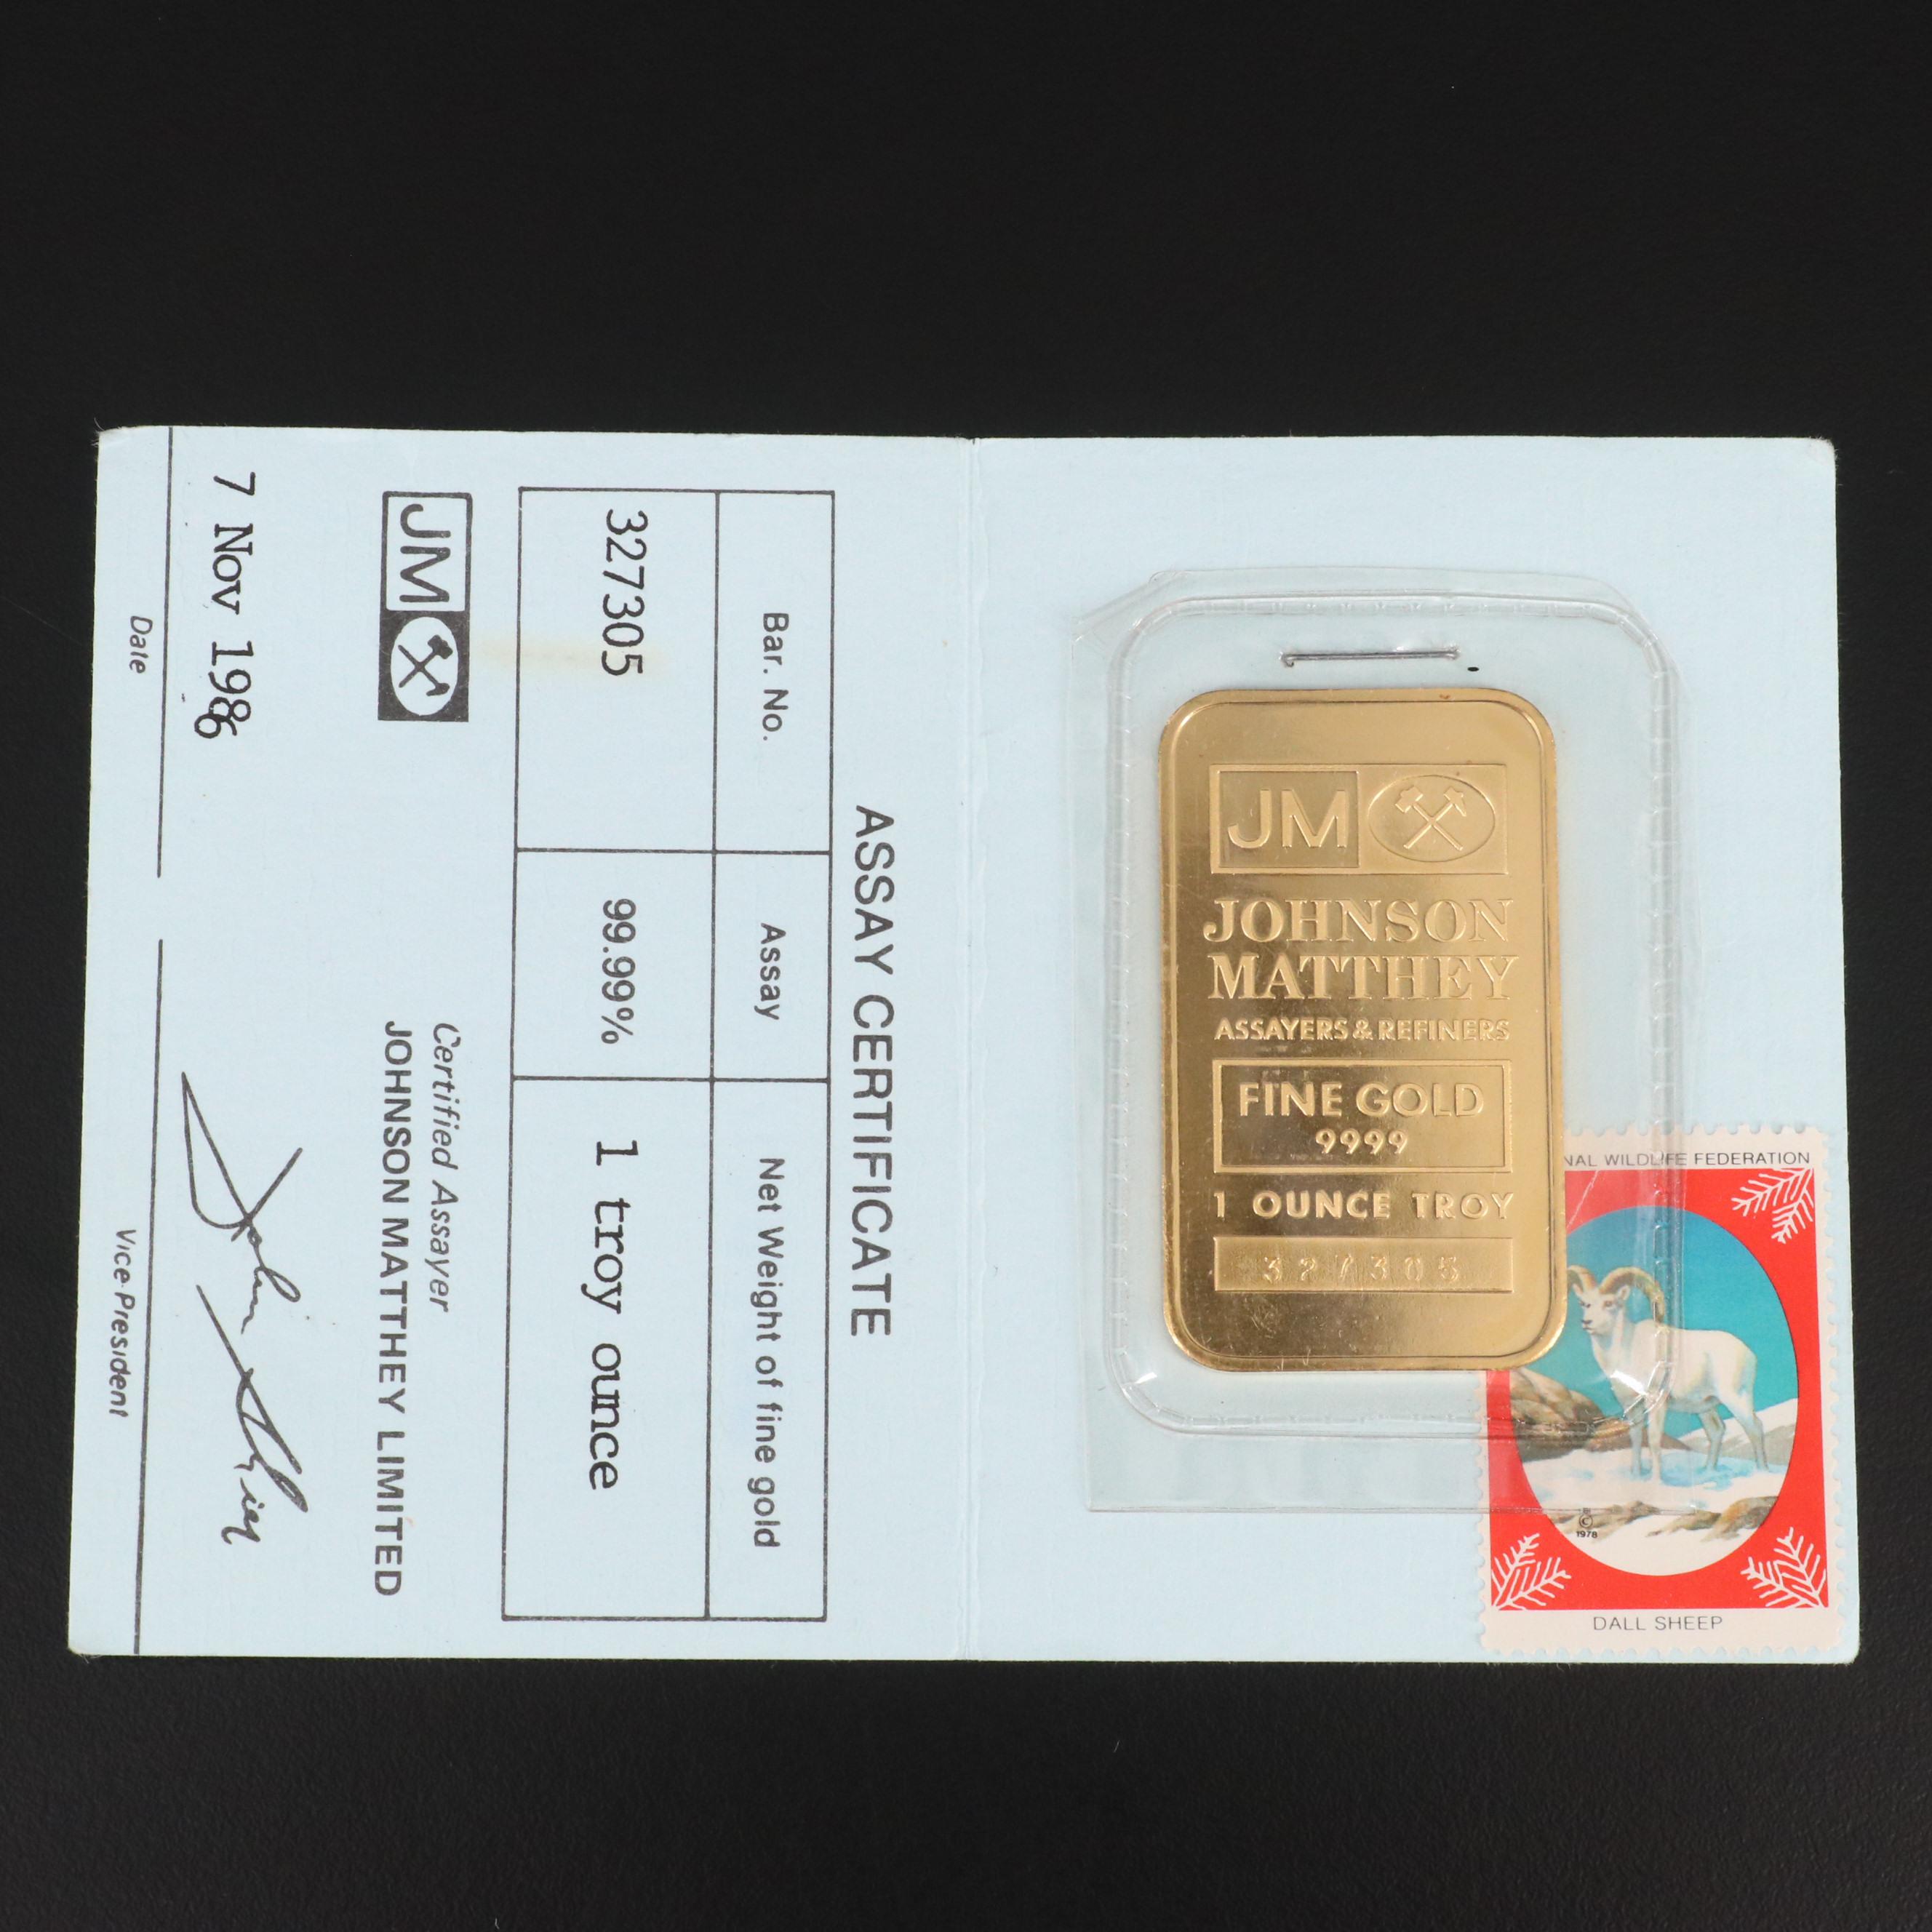 ASSAY CERTIFICATE
Bar. No.
Assay
Net Weight of fine gold
327305
99.99%
1 troy ounce
JM
Certified Assayer
JOHNSON MATTHEY LIMITED
7 Nov 1986
Date
Vice-President
JM
JOHNSON
MATTHEY
ASSAYERS & REFINERS
FINE GOLD
9999
1 OUNCE TROY
327305
NAL WILDLIFE FEDERATION
© 1978
DALL SHEEP